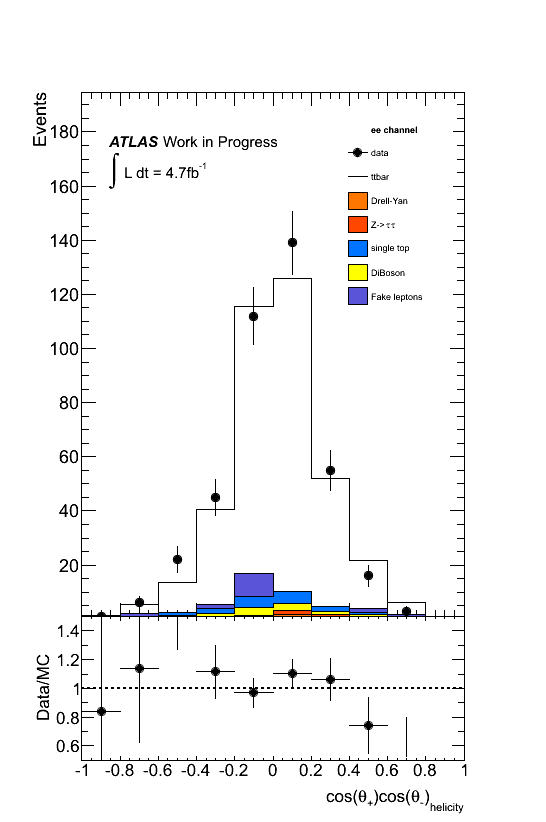 Events
180
160
140
120
100
80
60
40
20
ATLAS Work in Progress
∫ L dt = 4.7fb⁻¹
ee channel
data
ttbar
Drell-Yan
Z->ττ
single top
DiBoson
Fake leptons
Data/MC
1.4
1.2
1
0.8
0.6
-1 -0.8 -0.6 -0.4 -0.2 0 0.2 0.4 0.6 0.8 1
cos(θ₊)cos(θ₋)helicity